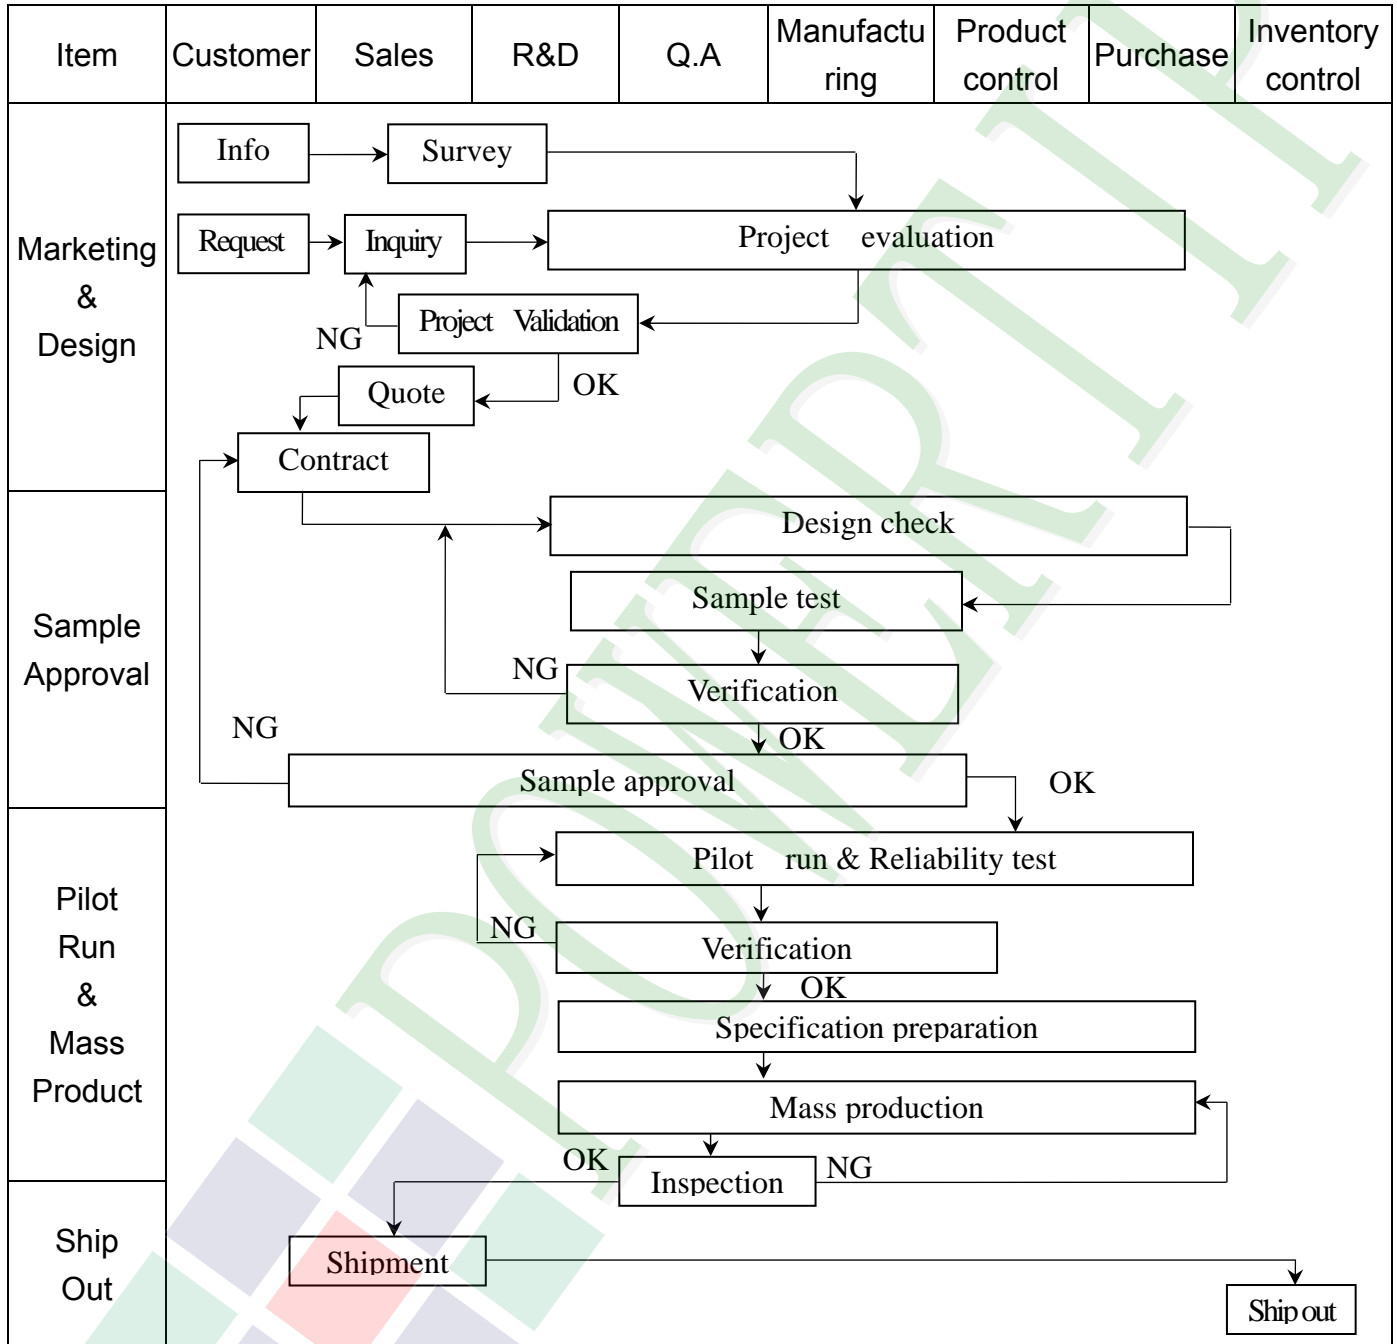 Item
Customer
Sales
R&D
Q.A
Manufactu
ring
Product
control
Purchase
Inventory
control
Marketing
&
Design
Info
Survey
Request
Inquiry
Project evaluation
Project Validation
NG
OK
Quote
Contract
Sample
Approval
Design check
Sample test
NG
Verification
OK
NG
Sample approval
OK
Pilot
Run
&
Mass
Product
Pilot run & Reliability test
NG
Verification
OK
Specification preparation
Mass production
OK
Inspection
NG
Ship
Out
Shipment
Ship out
POWERTIP